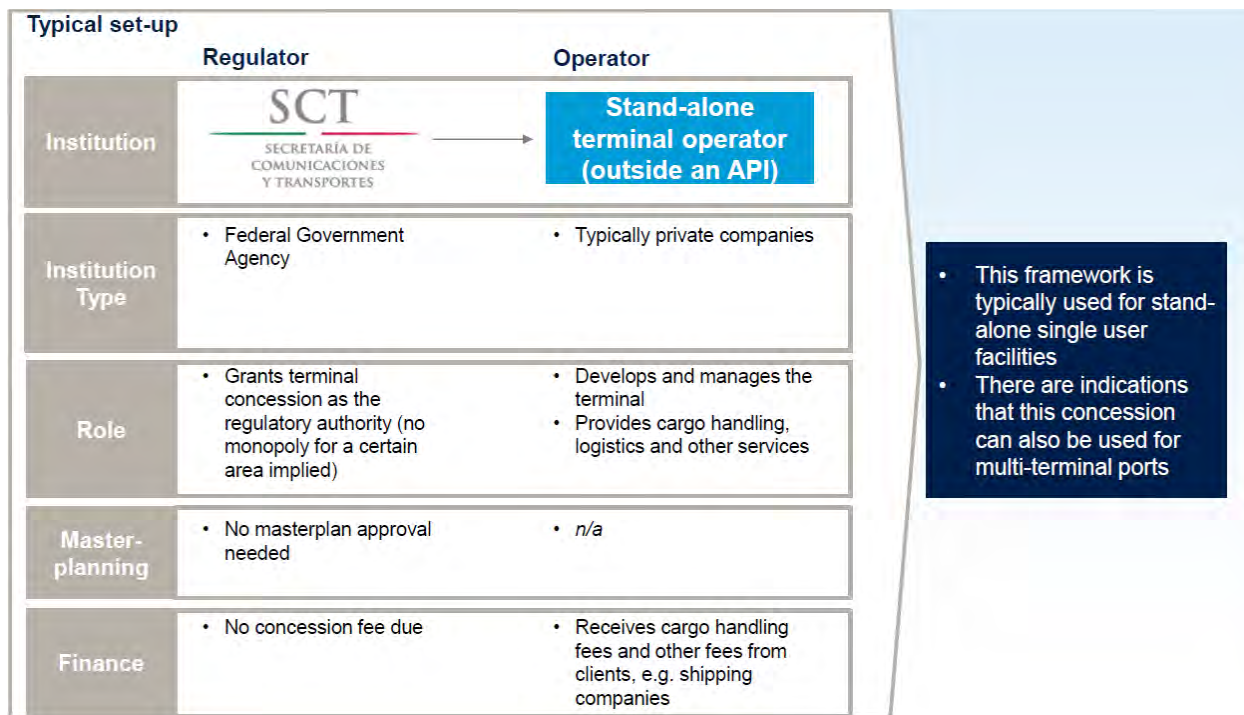 Typical set-up
Regulator
Operator
Institution
SCT
SECRETARÍA DE
COMUNICACIONES
Y TRANSPORTES
Stand-alone
terminal operator
(outside an API)
Institution
Type
• Federal Government
Agency
• Typically private companies
Role
• Grants terminal
concession as the
regulatory authority (no
monopoly for a certain
area implied)
• Develops and manages the
terminal
• Provides cargo handling,
logistics and other services
Master-
planning
• No masterplan approval
needed
• n/a
Finance
• No concession fee due
• Receives cargo handling
fees and other fees from
clients, e.g. shipping
companies
• This framework is
typically used for stand-
alone single user
facilities
• There are indications
that this concession
can also be used for
multi-terminal ports